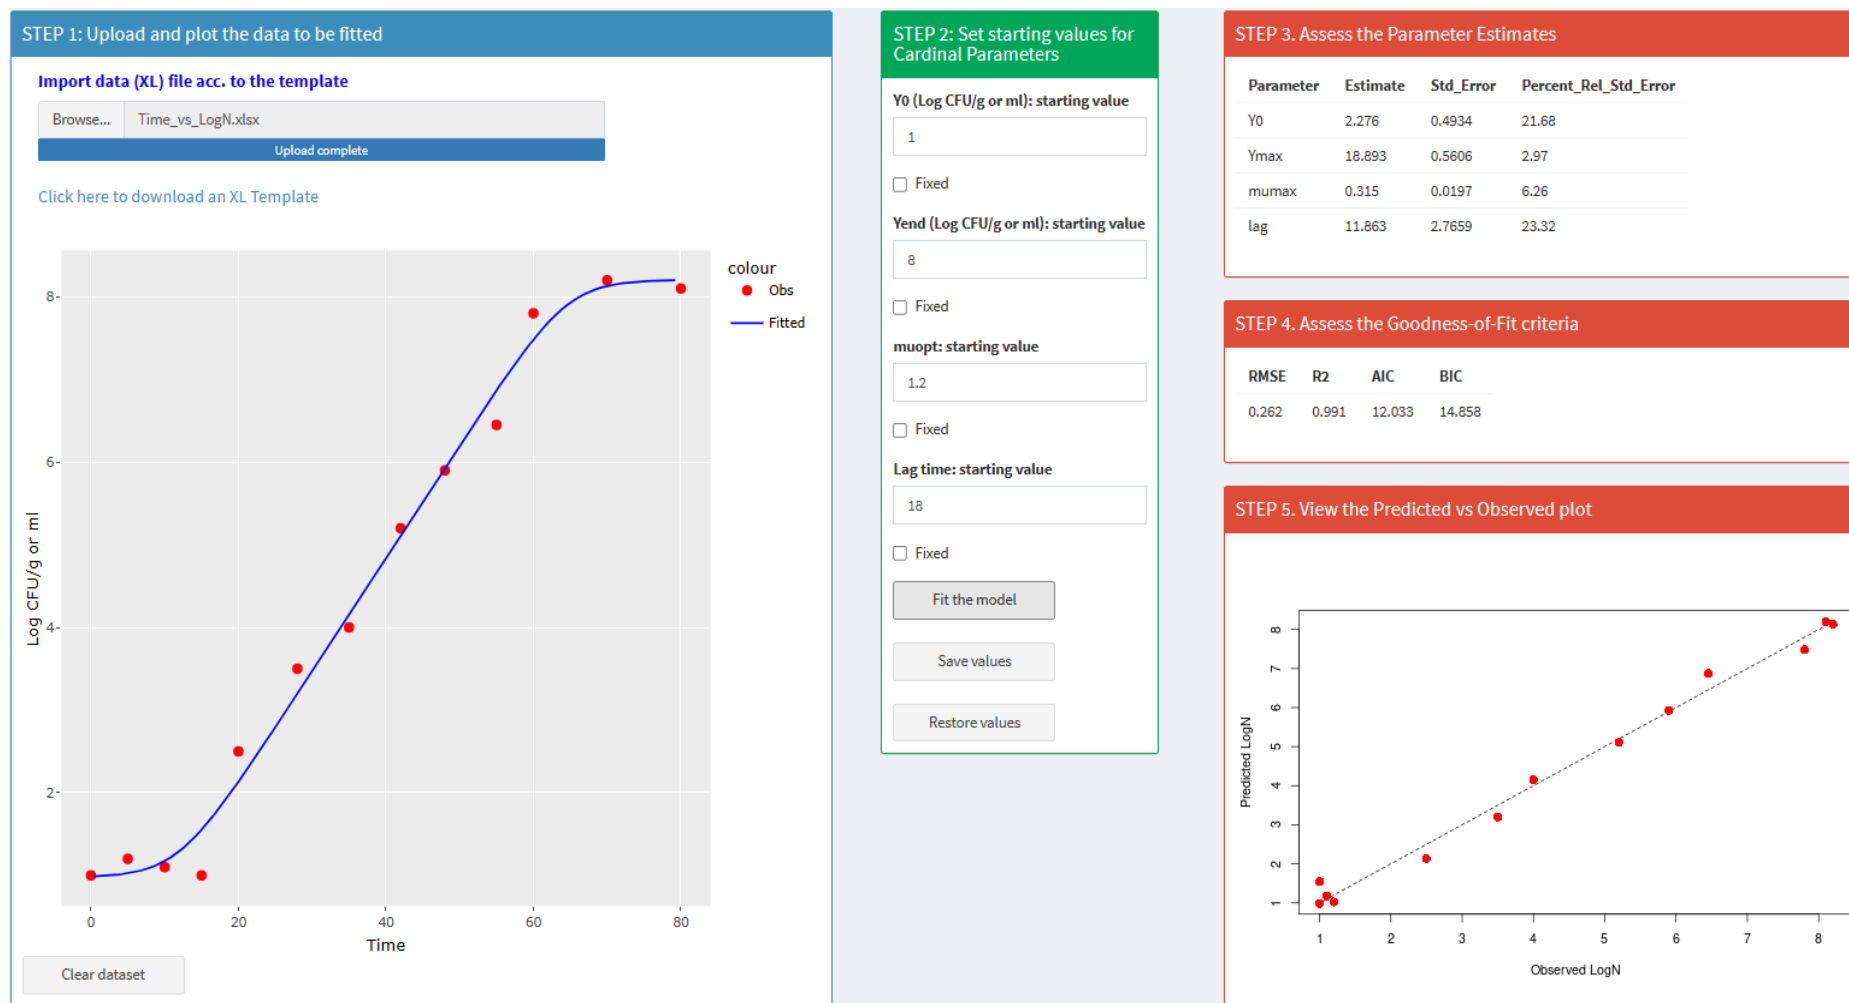 STEP 1: Upload and plot the data to be fitted
Import data (XL) file acc. to the template
Browse... Time_vs_LogN.xlsx
Upload complete
Click here to download an XL Template
colour
Obs
Fitted
Log CFU/g or ml
8
6
4
2
0 20 40 60 80
Time
Clear dataset
STEP 2: Set starting values for
Cardinal Parameters
Y0 (Log CFU/g or ml): starting value
1
Fixed
Yend (Log CFU/g or ml): starting value
8
Fixed
muopt: starting value
1.2
Fixed
Lag time: starting value
18
Fixed
Fit the model
Save values
Restore values
STEP 3. Assess the Parameter Estimates
Parameter Estimate Std_Error Percent_Rel_Std_Error
Y0 2.276 0.4934 21.68
Ymax 18.893 0.5606 2.97
mumax 0.315 0.0197 6.26
lag 11.863 2.7659 23.32
STEP 4. Assess the Goodness-of-Fit criteria
RMSE R2 AIC BIC
0.262 0.991 12.033 14.858
STEP 5. View the Predicted vs Observed plot
Predicted LogN
8
7
6
5
4
3
2
1
1 2 3 4 5 6 7 8
Observed LogN